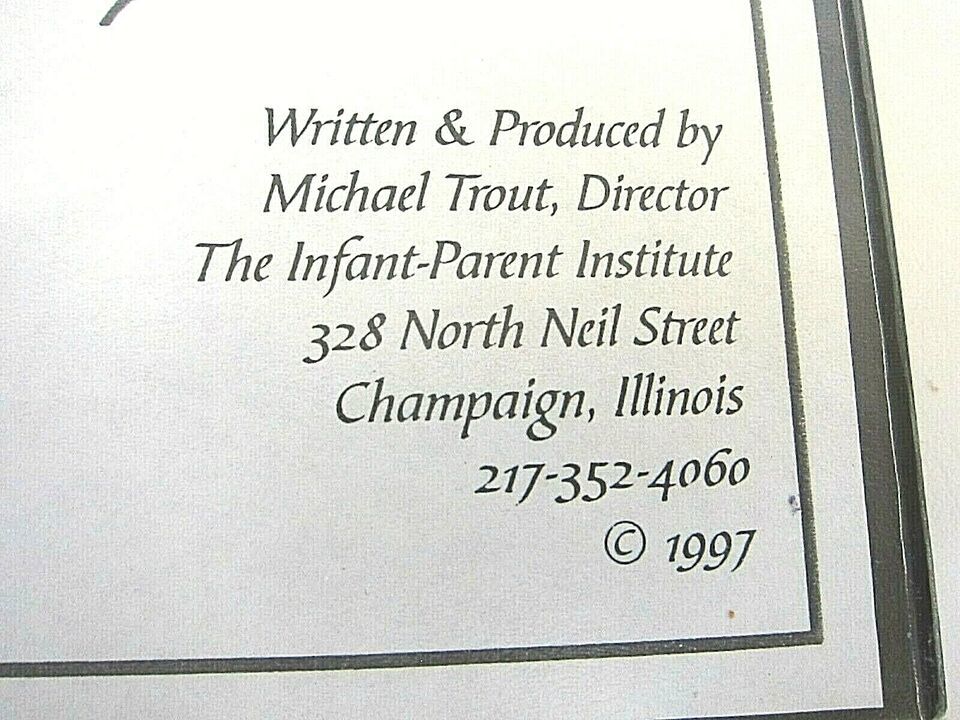 Written & Produced by
Michael Trout, Director
The Infant-Parent Institute
328 North Neil Street
Champaign, Illinois
217-352-4060
© 1997